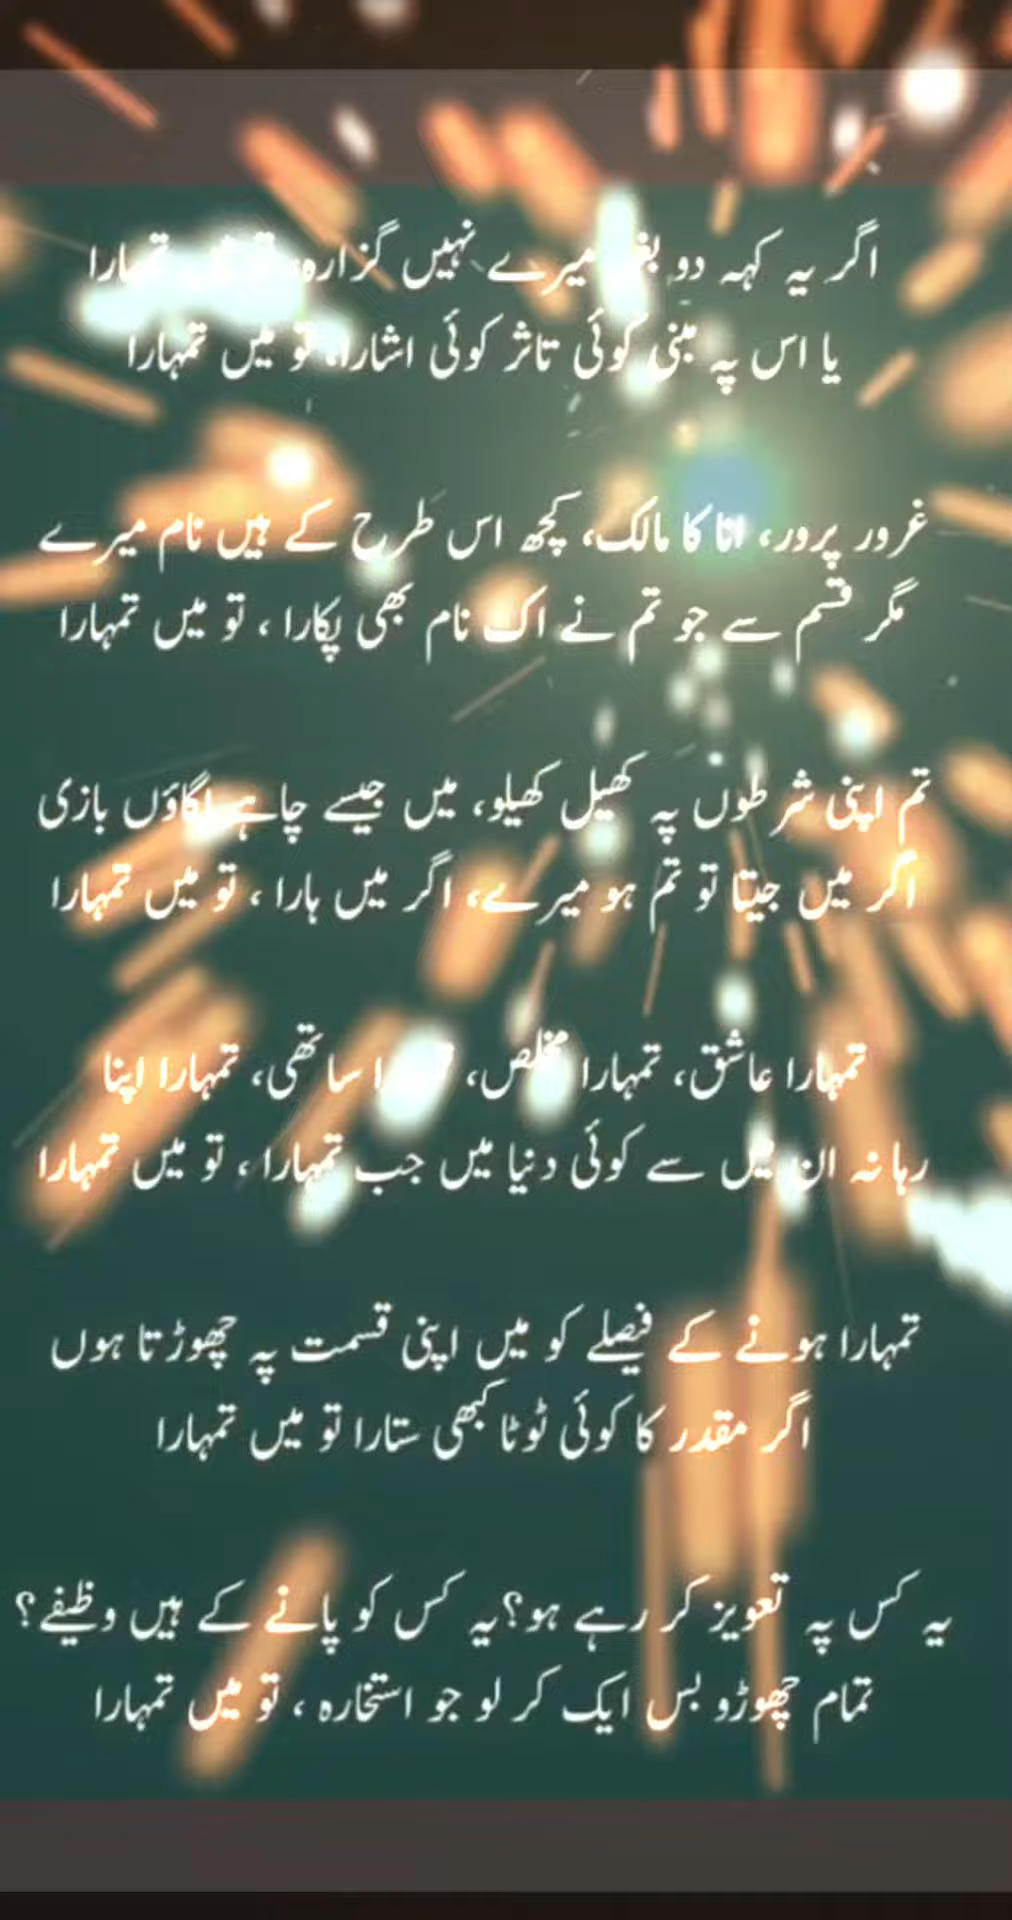 اگر یہ کہہ دو میرے نہیں گزارہ، تمہارا
یا اس پہ مبنی کوئی تاثر کوئی اشارا، تو میں تمہارا
غرور پرور، انا کا مالک، کچھ اس طرح کے ہیں نام میرے
مگر قسم سے جو تم نے اک نام بھی پکارا ، تو میں تمہارا
تم اپنی شرطوں پہ کھیل کھیلو، میں جیسے چاہے لگاؤں بازی
اگر میں جیتا تو تم ہو میرے، اگر میں ہارا ، تو میں تمہارا
تمہارا عاشق، تمہارا مخلص، ساتھی، تمہارا اپنا
رہا نہ ان میں سے کوئی دنیا میں جب تمہارا ، تو میں تمہارا
تمہارا ہونے کے فیصلے کو میں اپنی قسمت پہ چھوڑتا ہوں
اگر مقدر کا کوئی ٹوٹا کبھی ستارا تو میں تمہارا
یہ کس پہ تعویز کر رہے ہو؟یہ کس کو پانے کے ہیں وظیفے؟
تمام چھوڑو بس ایک کر لو جو استخارہ ، تو میں تمہارا